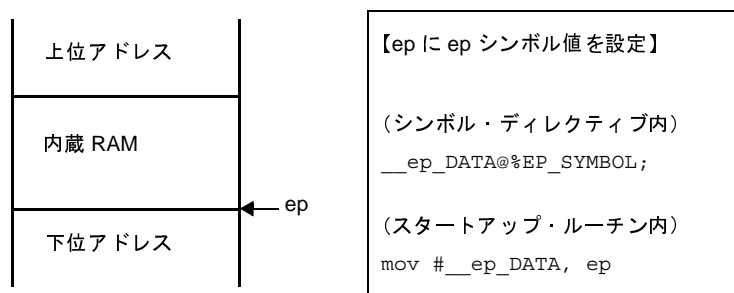 上位アドレス
内蔵 RAM
ep
下位アドレス
【ep に ep シンボル値を設定】
（シンボル・ディレクティブ内）
__ep_DATA@%EP_SYMBOL;
（スタートアップ・ルーチン内）
mov #__ep_DATA, ep